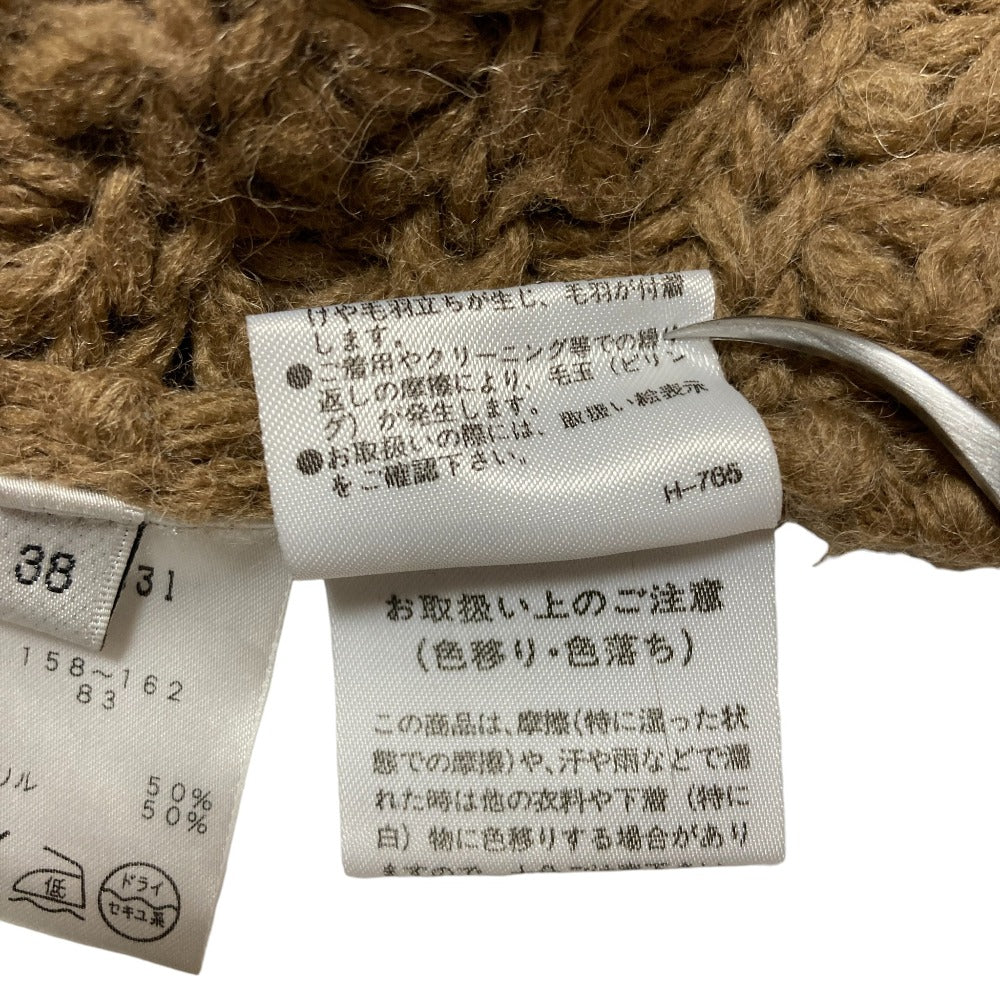 けや毛羽立ちが生じ、毛羽が付着
します。
●ご着用やクリーニング等での繰り
返しの摩擦により、毛玉（ピリン
グ）が発生します。
●お取扱いの際には、取扱い絵表示
をご確認下さい。
H-765
お取扱い上のご注意
(色移り・色落ち)
この商品は、摩擦(特に湿った状
態での摩擦)や、汗や雨などで濡
れた時は他の衣料や下着（特に
白）物に色移りする場合があり
38
31
158～162
83
リル 50%
50%
低
ドライ
セキユ系